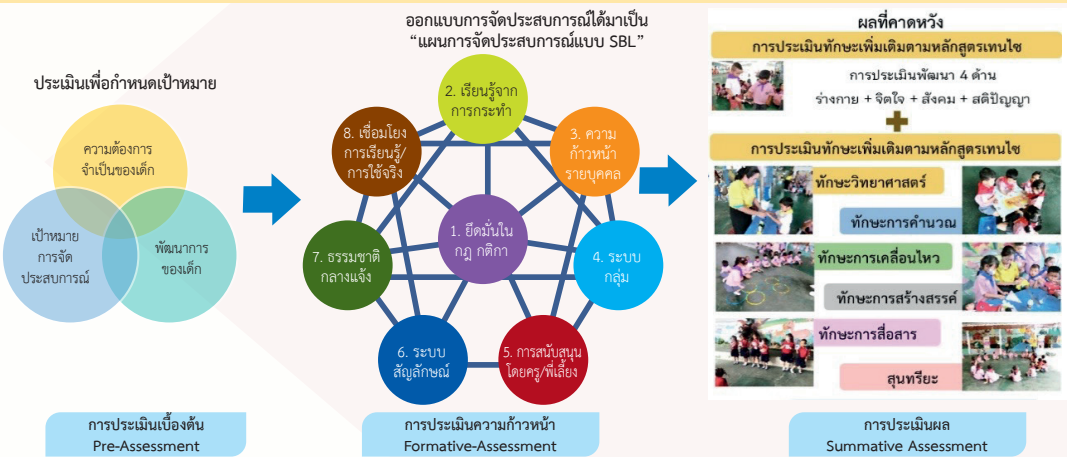 ประเมินเพื่อกำหนดเป้าหมาย
ความต้องการ
จำเป็นของเด็ก
เป้าหมาย
การจัด
ประสบการณ์
พัฒนาการ
ของเด็ก
การประเมินเบื้องต้น
Pre-Assessment
ออกแบบการจัดประสบการณ์ได้มาเป็น
“แผนการจัดประสบการณ์แบบ SBL”
1. ยึดมั่นใน
กฎ กติกา
2. เรียนรู้จาก
การกระทำ
3. ความ
ก้าวหน้า
รายบุคคล
4. ระบบ
กลุ่ม
5. การสนับสนุน
โดยครู/พี่เลี้ยง
6. ระบบ
สัญลักษณ์
7. ธรรมชาติ
กลางแจ้ง
8. เชื่อมโยง
การเรียนรู้/
การใช้จริง
การประเมินความก้าวหน้า
Formative-Assessment
ผลที่คาดหวัง
การประเมินทักษะเพิ่มเติมตามหลักสูตรเทนไซ
การประเมินพัฒนา 4 ด้าน
ร่างกาย + จิตใจ + สังคม + สติปัญญา
การประเมินทักษะเพิ่มเติมตามหลักสูตรเทนไซ
ทักษะวิทยาศาสตร์
ทักษะการคำนวณ
ทักษะการเคลื่อนไหว
ทักษะการสร้างสรรค์
ทักษะการสื่อสาร
สุนทรียะ
การประเมินผล
Summative Assessment